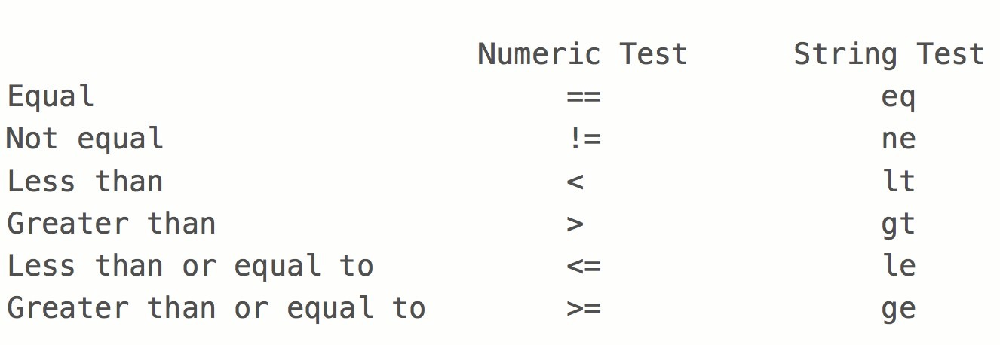 Numeric Test String Test
Equal == eq
Not equal != ne
Less than < lt
Greater than > gt
Less than or equal to <= le
Greater than or equal to >= ge